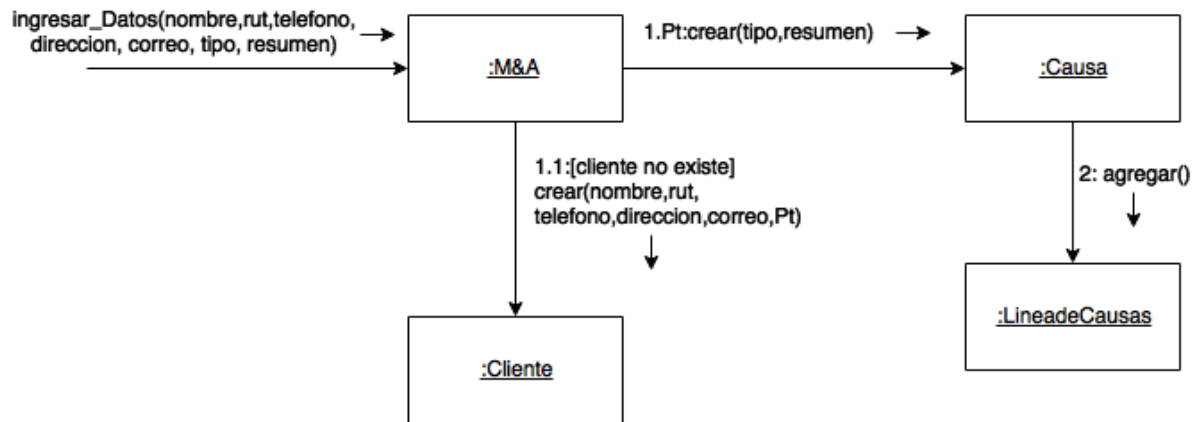 ingresar_Datos(nombre,rut,telefono,
direccion, correo, tipo, resumen)
:M&A
1.Pt:crear(tipo,resumen)
:Causa
1.1:[cliente no existe]
crear(nombre,rut,
telefono,direccion,correo,Pt)
2: agregar()
:LineadeCausas
:Cliente